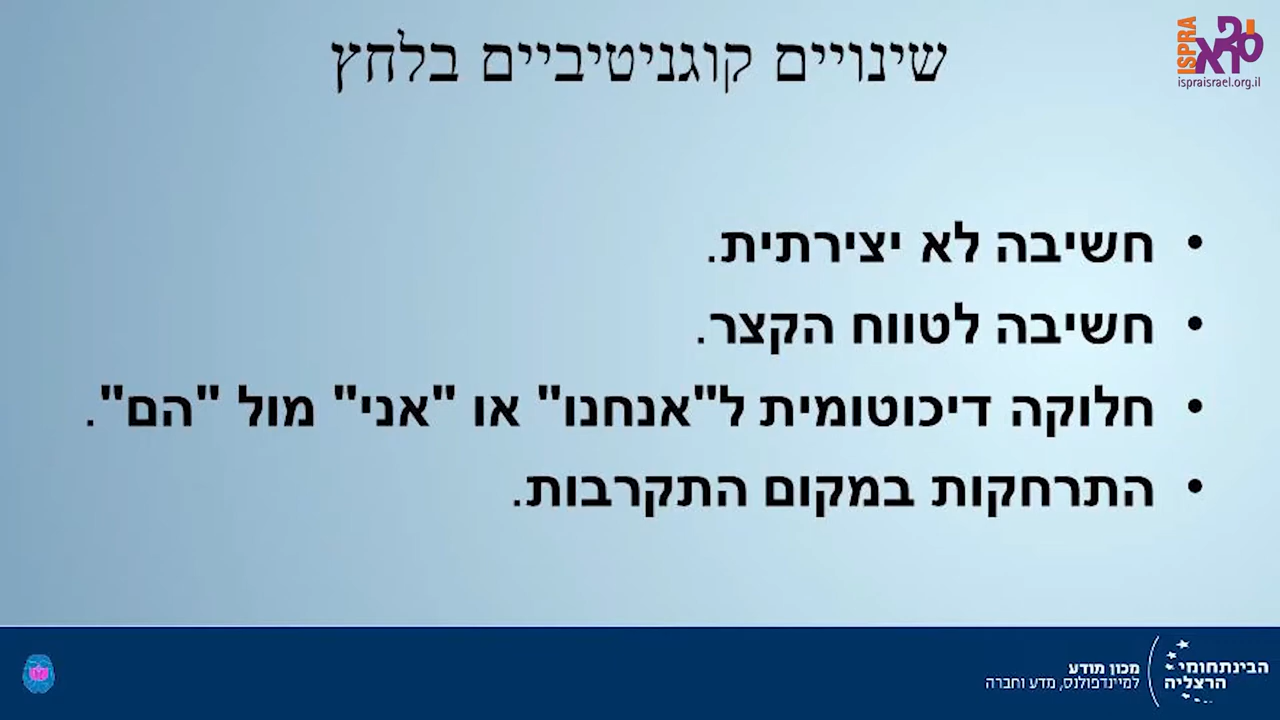 שינויים קוגניטיביים בלחץ
ISPRA
יספרא
ispraisrael.org.il
• חשיבה לא יצירתית.
• חשיבה לטווח הקצר.
• חלוקה דיכוטומית ל"אנחנו" או "אני" מול "הם".
• התרחקות במקום התקרבות.
הבינתחומי
הרצליה
מכון מודע
למיינדפולנס, מדע וחברה